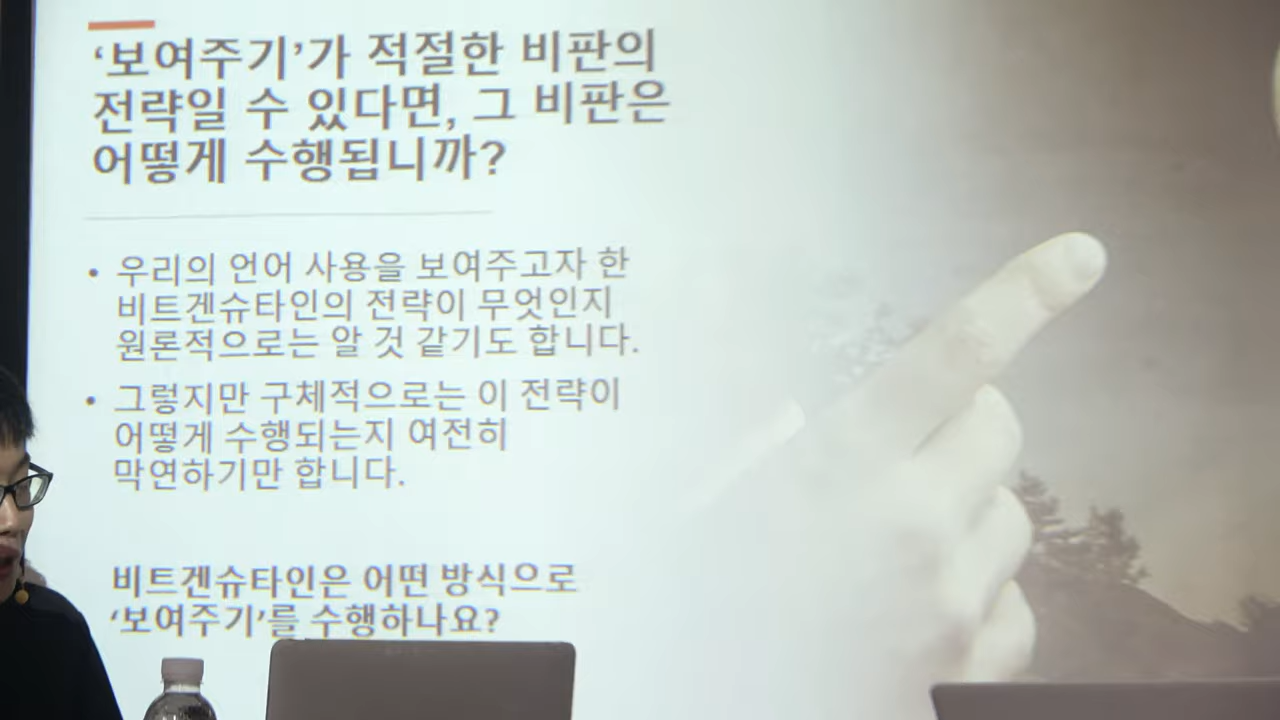 ‘보여주기’가 적절한 비판의
전략일 수 있다면, 그 비판은
어떻게 수행됩니까?
• 우리의 언어 사용을 보여주고자 한
비트겐슈타인의 전략이 무엇인지
원론적으로는 알 것 같기도 합니다.
• 그렇지만 구체적으로는 이 전략이
어떻게 수행되는지 여전히
막연하기만 합니다.
비트겐슈타인은 어떤 방식으로
‘보여주기’를 수행하나요?